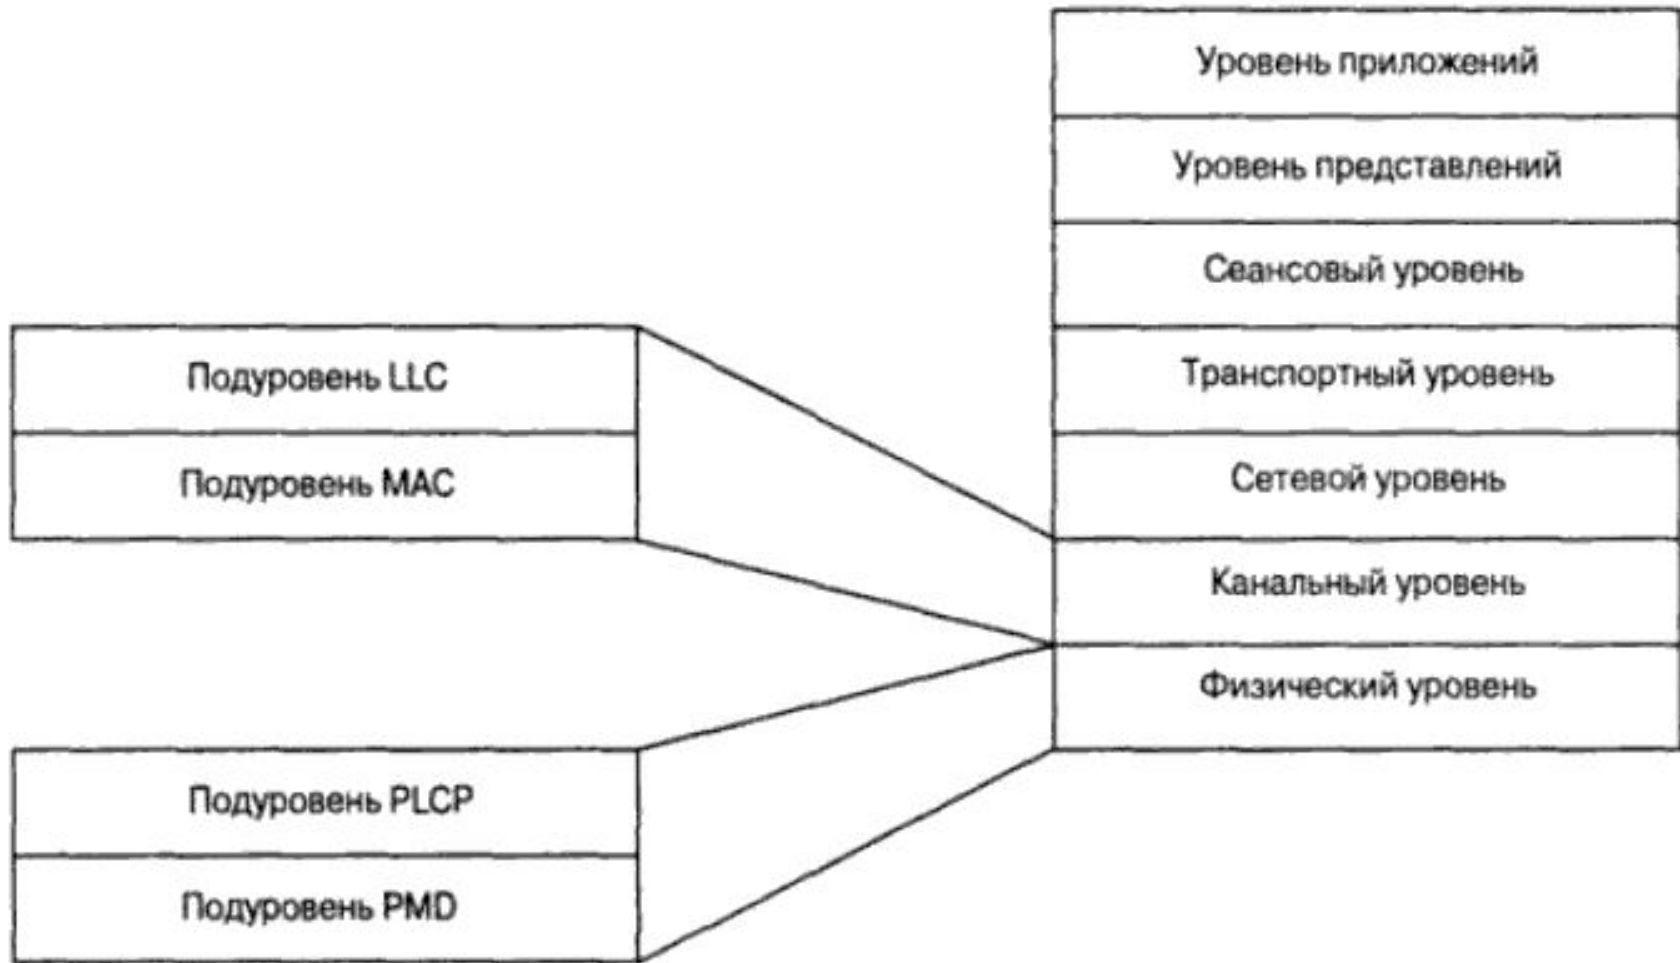 Уровень приложений
Уровень представлений
Сеансовый уровень
Транспортный уровень
Сетевой уровень
Канальный уровень
Физический уровень
Подуровень LLC
Подуровень MAC
Подуровень PLCP
Подуровень PMD